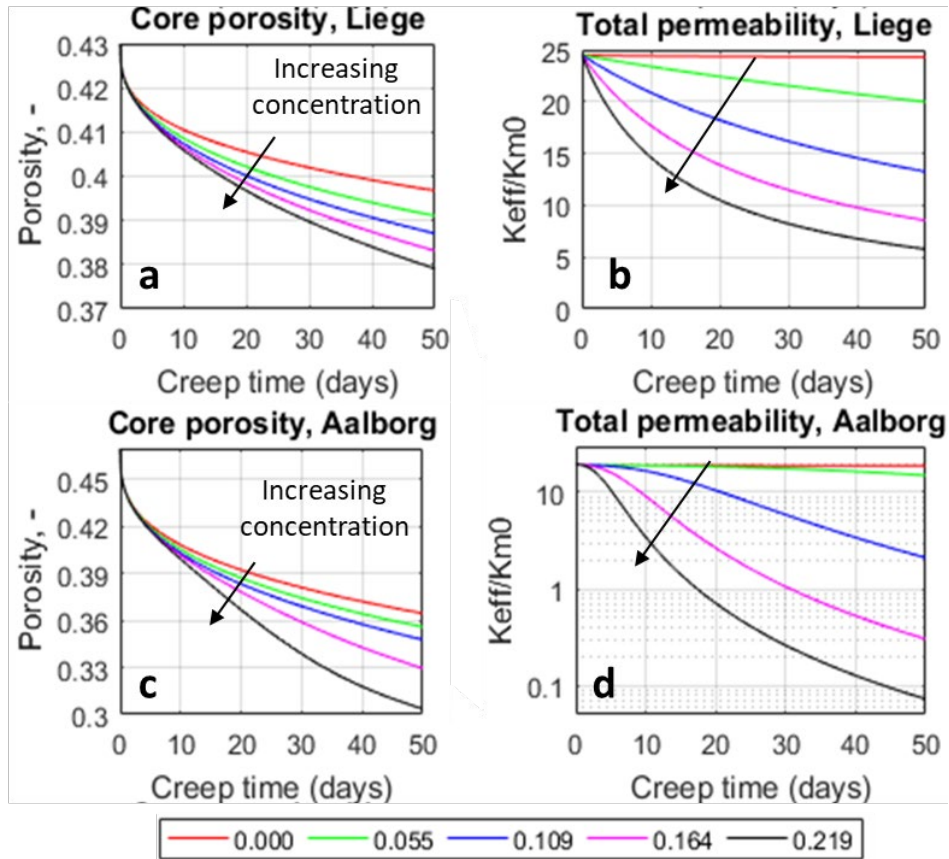 Core porosity, Liege
0.43
0.42
0.41
0.4
0.39
0.38
0.37
Porosity, -
Increasing
concentration
a
0 10 20 30 40 50
Creep time (days)
Total permeability, Liege
25
20
15
10
5
0
Keff/Km0
b
0 10 20 30 40 50
Creep time (days)
Core porosity, Aalborg
0.45
0.42
0.39
0.36
0.33
0.3
Porosity, -
Increasing
concentration
c
0 10 20 30 40 50
Creep time (days)
Total permeability, Aalborg
10
1
0.1
Keff/Km0
d
0 10 20 30 40 50
Creep time (days)
0.000 0.055 0.109 0.164 0.219